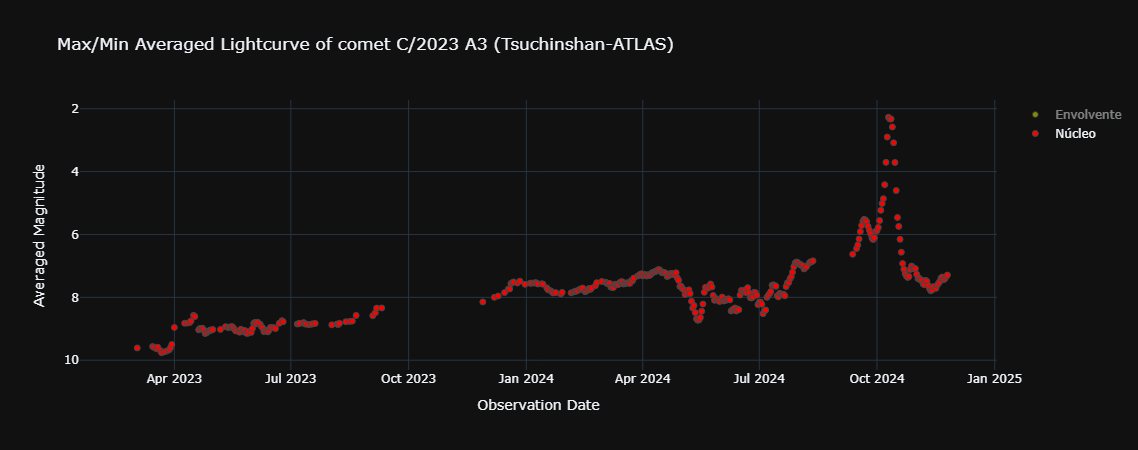 Max/Min Averaged Lightcurve of comet C/2023 A3 (Tsuchinshan-ATLAS)
Envolvente
Núcleo
Averaged Magnitude
2
4
6
8
10
Apr 2023 Jul 2023 Oct 2023 Jan 2024 Apr 2024 Jul 2024 Oct 2024 Jan 2025
Observation Date